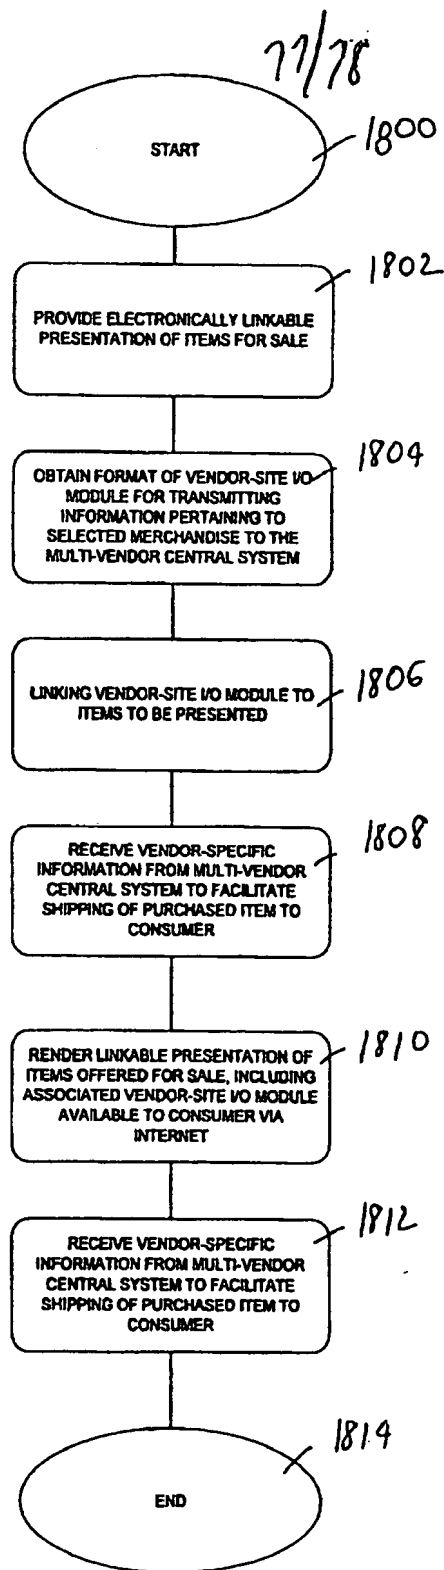 77/78
START
1800
1802
PROVIDE ELECTRONICALLY LINKABLE
PRESENTATION OF ITEMS FOR SALE
1804
OBTAIN FORMAT OF VENDOR-SITE I/O
MODULE FOR TRANSMITTING
INFORMATION PERTAINING TO
SELECTED MERCHANDISE TO THE
MULTI-VENDOR CENTRAL SYSTEM
1806
LINKING VENDOR-SITE I/O MODULE TO
ITEMS TO BE PRESENTED
1808
RECEIVE VENDOR-SPECIFIC
INFORMATION FROM MULTI-VENDOR
CENTRAL SYSTEM TO FACILITATE
SHIPPING OF PURCHASED ITEM TO
CONSUMER
1810
RENDER LINKABLE PRESENTATION OF
ITEMS OFFERED FOR SALE, INCLUDING
ASSOCIATED VENDOR-SITE I/O MODULE
AVAILABLE TO CONSUMER VIA
INTERNET
1812
RECEIVE VENDOR-SPECIFIC
INFORMATION FROM MULTI-VENDOR
CENTRAL SYSTEM TO FACILITATE
SHIPPING OF PURCHASED ITEM TO
CONSUMER
1814
END